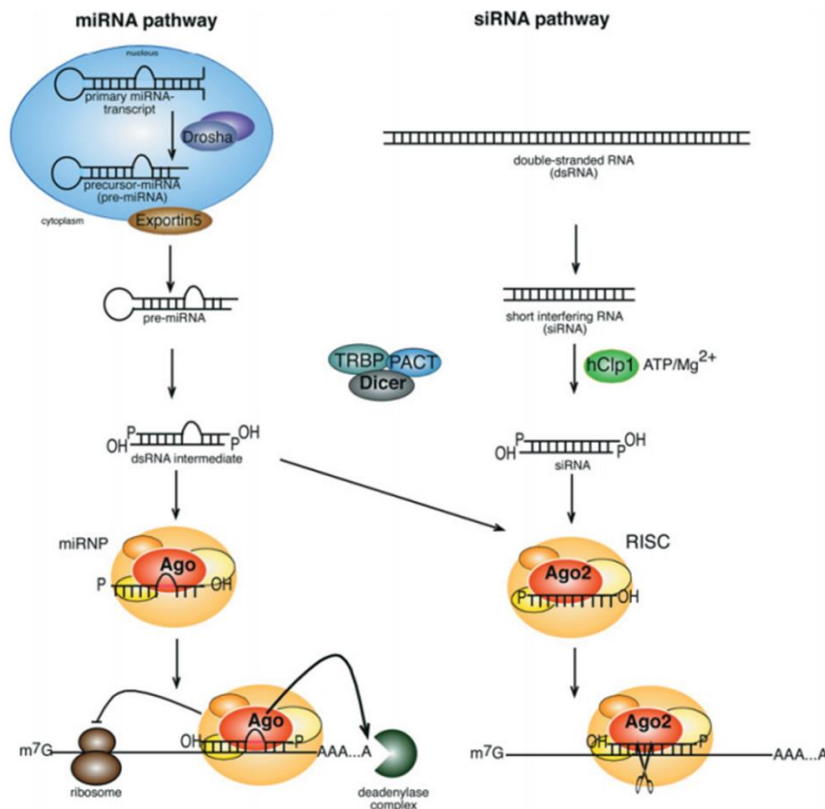 miRNA pathway
nucleus
primary miRNA-
transcript
Drosha
precursor-miRNA
(pre-miRNA)
cytoplasm
Exportin5
pre-miRNA
P
OH
OH
P
dsRNA intermediate
miRNP
Ago
P
OH
Ago
OH
P
m7G
AAA...A
ribosome
deadenylase
complex
siRNA pathway
double-stranded RNA
(dsRNA)
short interfering RNA
(siRNA)
TRBP
PACT
Dicer
hClp1
ATP/Mg2+
P
OH
OH
P
siRNA
RISC
Ago2
P
OH
Ago2
OH
P
m7G
AAA...A